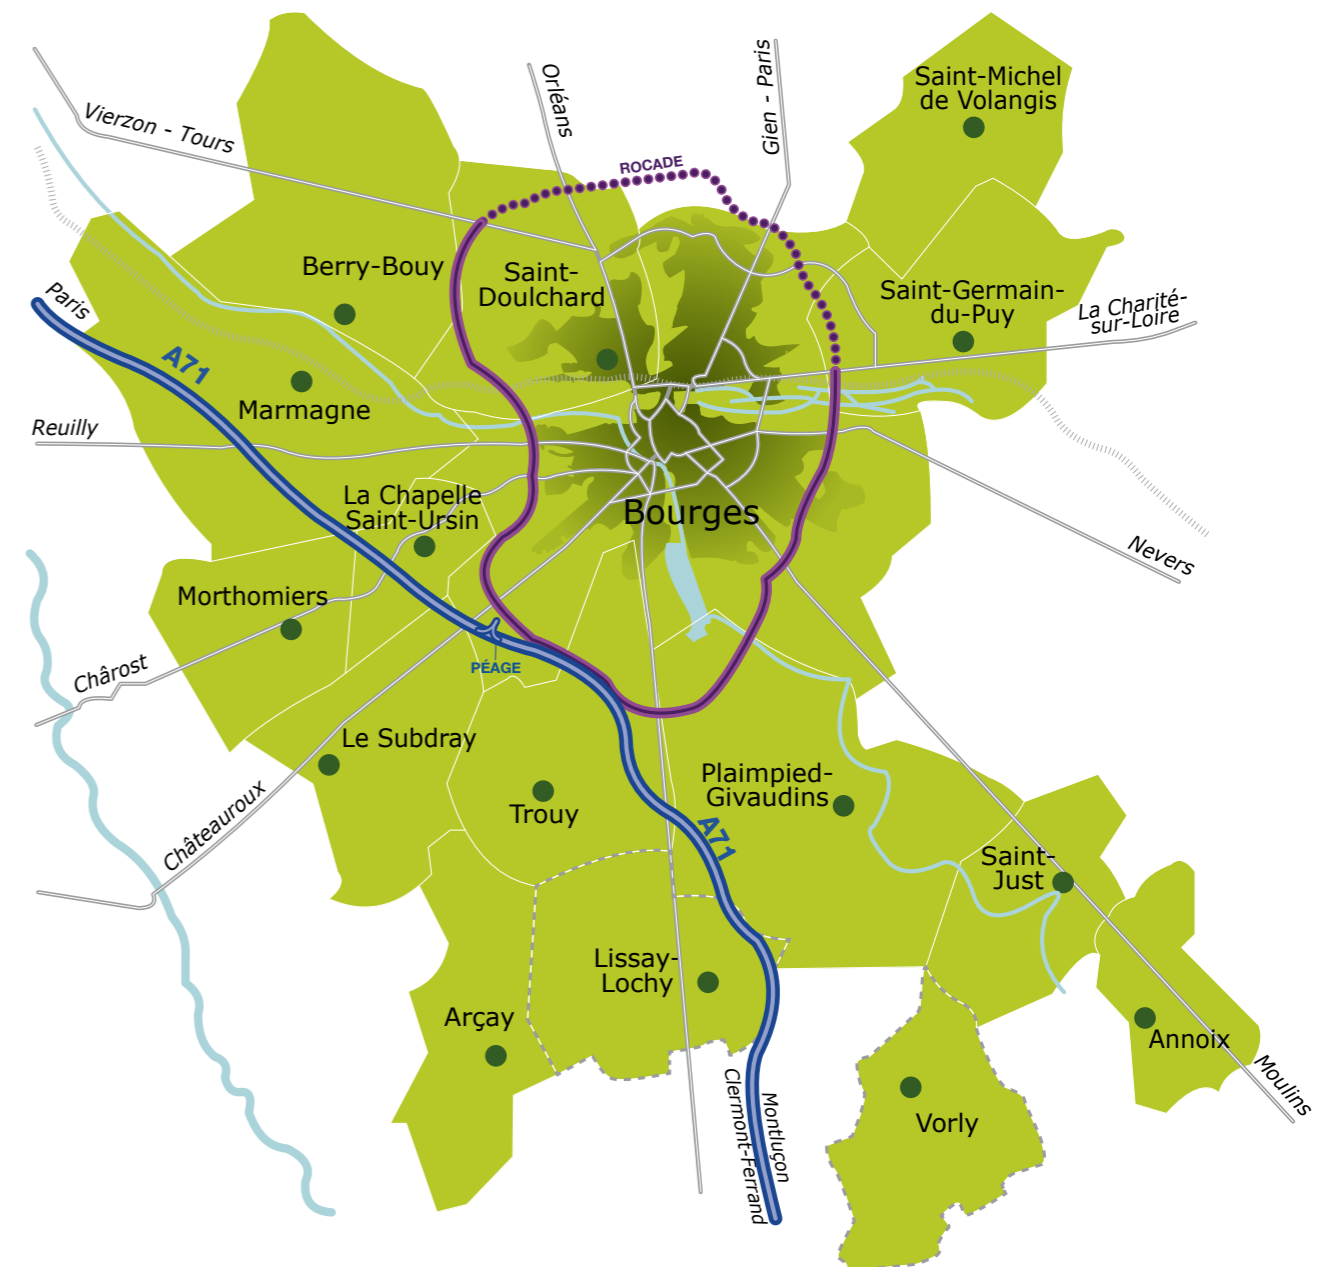 Saint-Michel
de Volangis
Orléans
Gien - Paris
Vierzon - Tours
ROCADE
Berry-Bouy
Saint-
Doulchard
Saint-Germain-
du-Puy
La Charité-
sur-Loire
Paris
A71
Marmagne
Reuilly
La Chapelle
Saint-Ursin
Bourges
Nevers
Morthomiers
Chârost
PÉAGE
Le Subdray
Châteauroux
Trouy
Plaimpied-
Givaudins
A71
Saint-
Just
Lissay-
Lochy
Arçay
Annoix
Moulins
Vorly
Montluçon
Clermont-Ferrand